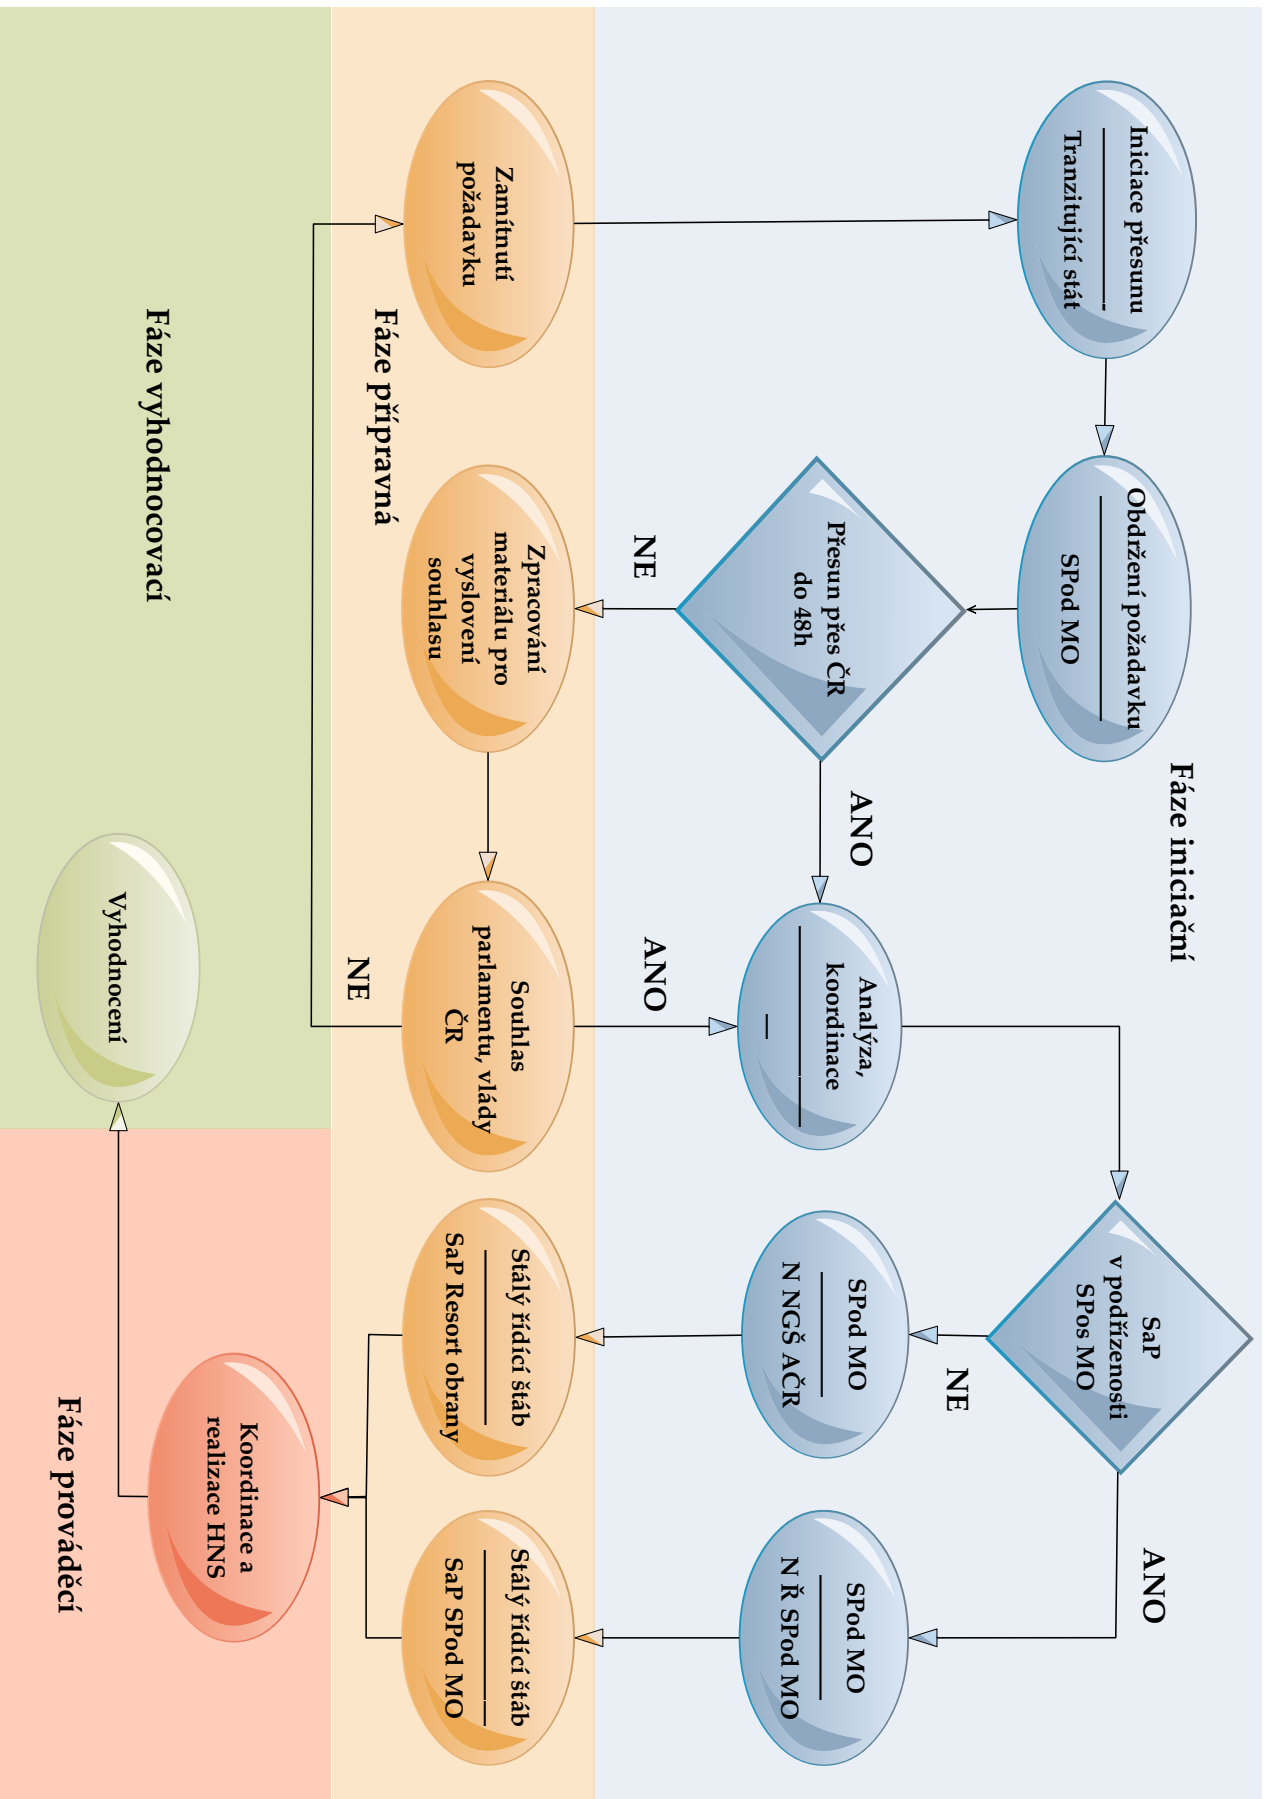 Fáze iniciační
Iniciace přesunu
Tranzitující stát
Obdržení požadavku
SPod MO
SaP
v podřízenosti
SPos MO
ANO
Přesun přes ČR
do 48h
ANO
Analýza,
koordinace
NE
SPod MO
N NGŠ AČR
SPod MO
N Ř SPod MO
NE
ANO
Zamítnutí
požadavku
Zpracování
materiálu pro
vyslovení
souhlasu
Souhlas
parlamentu, vlády
ČR
Stálý řídící štáb
SaP Resort obrany
Stálý řídící štáb
SaP SPod MO
Fáze přípravná
NE
Koordinace a
realizace HNS
Fáze vyhodnocovací
Vyhodnocení
Fáze prováděcí